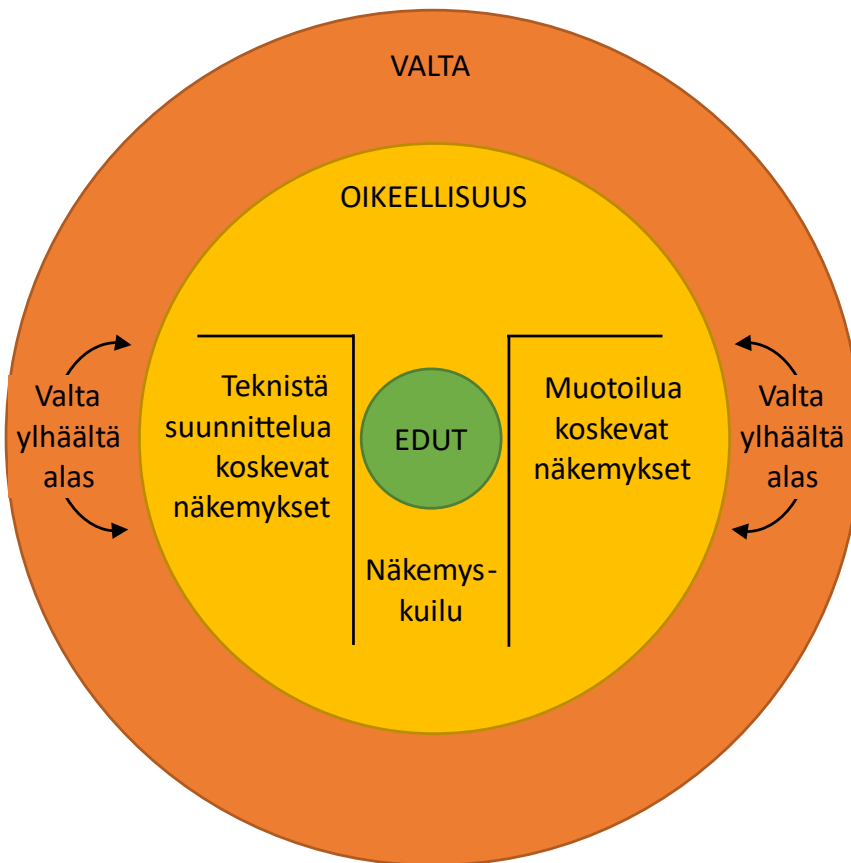 VALTA
OIKEELLISUUS
Valta
ylhäältä
alas
Teknistä
suunnittelua
koskevat
näkemykset
EDUT
Näkemys-
kuilu
Muotoilua
koskevat
näkemykset
Valta
ylhäältä
alas